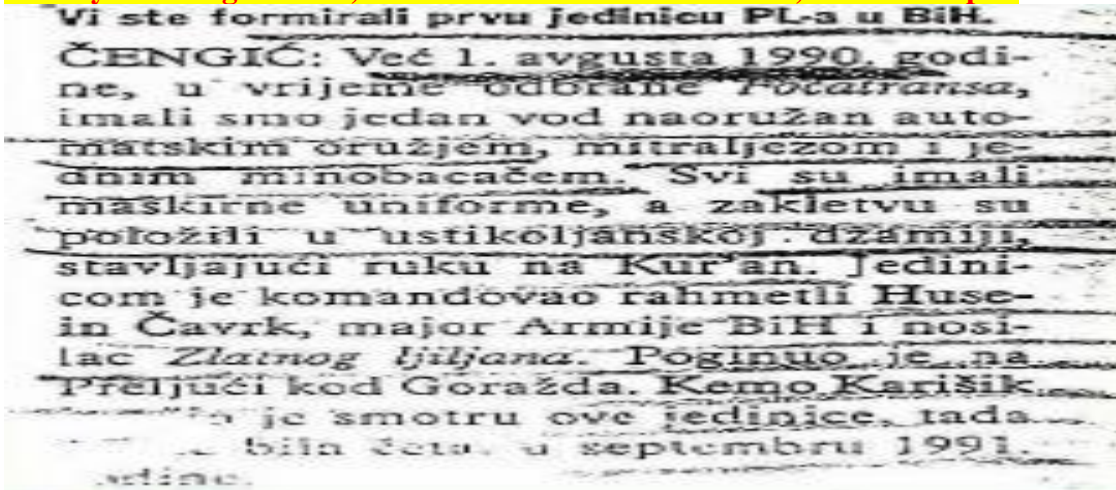 Vi ste formirali prvu jedinicu PL-a u BiH.
ČENGIĆ: Već 1. avgusta 1990. godi-
ne, u vrijeme odbrane Focatransa,
imali smo jedan vod naoružan auto-
matskim oružjem, mitraljezom i je-
dnim minobacačem. Svi su imali
maskirne uniforme, a zakletvu su
položili u ustikoljanskoj džamiji,
stavljajući ruku na Kur'an. Jedini-
com je komandovao rahmetli Huse-
in Čavrk, major Armije BiH i nosi-
lac Zlatnog ljiljana. Poginuo je na
Preljući kod Goražda. Kemo Karišik
je smotru ove jedinice, tada
bila četa, u septembru 1991.